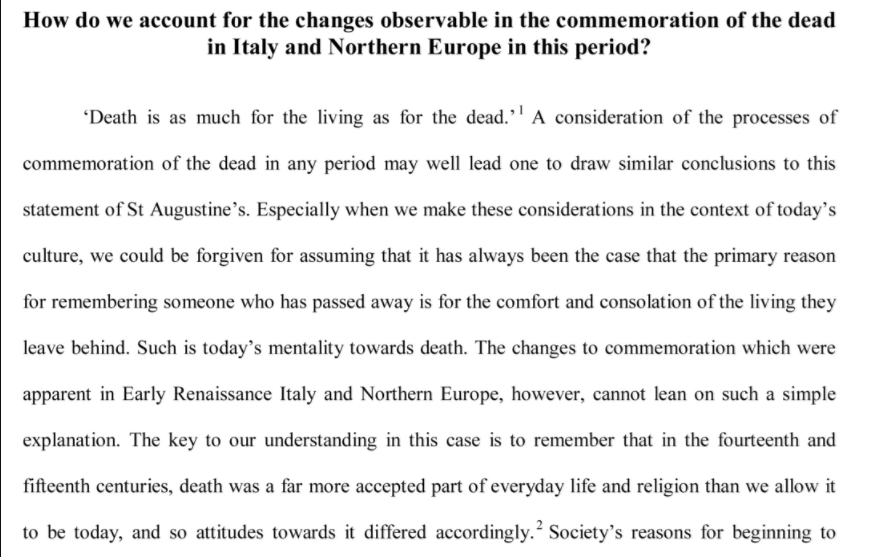 How do we account for the changes observable in the commemoration of the dead
in Italy and Northern Europe in this period?
‘Death is as much for the living as for the dead.’1 A consideration of the processes of
commemoration of the dead in any period may well lead one to draw similar conclusions to this
statement of St Augustine’s. Especially when we make these considerations in the context of today’s
culture, we could be forgiven for assuming that it has always been the case that the primary reason
for remembering someone who has passed away is for the comfort and consolation of the living they
leave behind. Such is today’s mentality towards death. The changes to commemoration which were
apparent in Early Renaissance Italy and Northern Europe, however, cannot lean on such a simple
explanation. The key to our understanding in this case is to remember that in the fourteenth and
fifteenth centuries, death was a far more accepted part of everyday life and religion than we allow it
to be today, and so attitudes towards it differed accordingly.2 Society’s reasons for beginning to